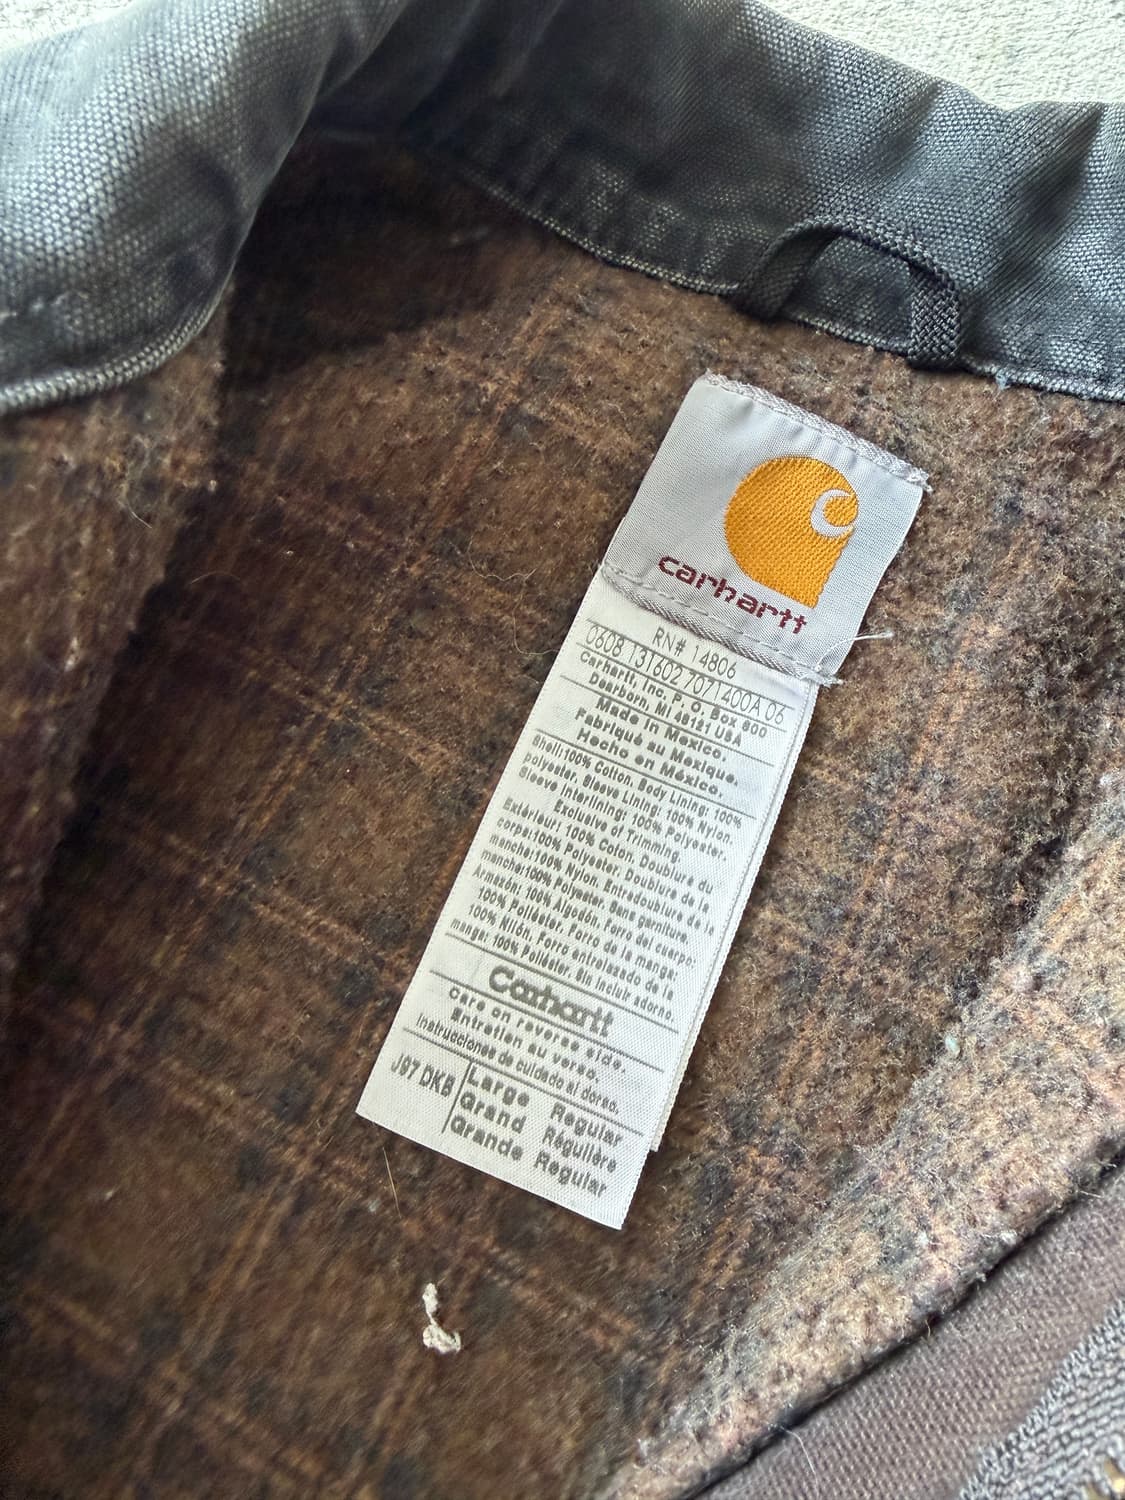 carhartt
RN# 14806
0608 131602 7071400A 06
Carhartt, Inc. P. O. Box 600
Dearborn, MI 48121 USA
Made in Mexico.
Fabriqué au Mexique.
Hecho en México.
Shell:100% Cotton, Body Lining: 100%
polyester. Sleeve Lining: 100% Nylon
Sleeve Interlining: 100% Polyester.
Exclusive of Trimming.
Extérieur: 100% Coton, Doublure du
corps:100% Polyester, Doublure de la
manche:100% Nylon. Entredoublure de la
manche:100% Polyester. Sans garniture.
Armazón: 100% Algodón. Forro del cuerpo:
100% Poliéster. Forro de la manga:
100% Nilón. Forro entrelazado de la
manga: 100% Poliéster. Sin incluir adorno.
Carhartt
Care on reverse side.
Entretien au verso.
Instrucciones de cuidado al dorso.
J97 DKB Large Regular
Grand Régulière
Grande Regular